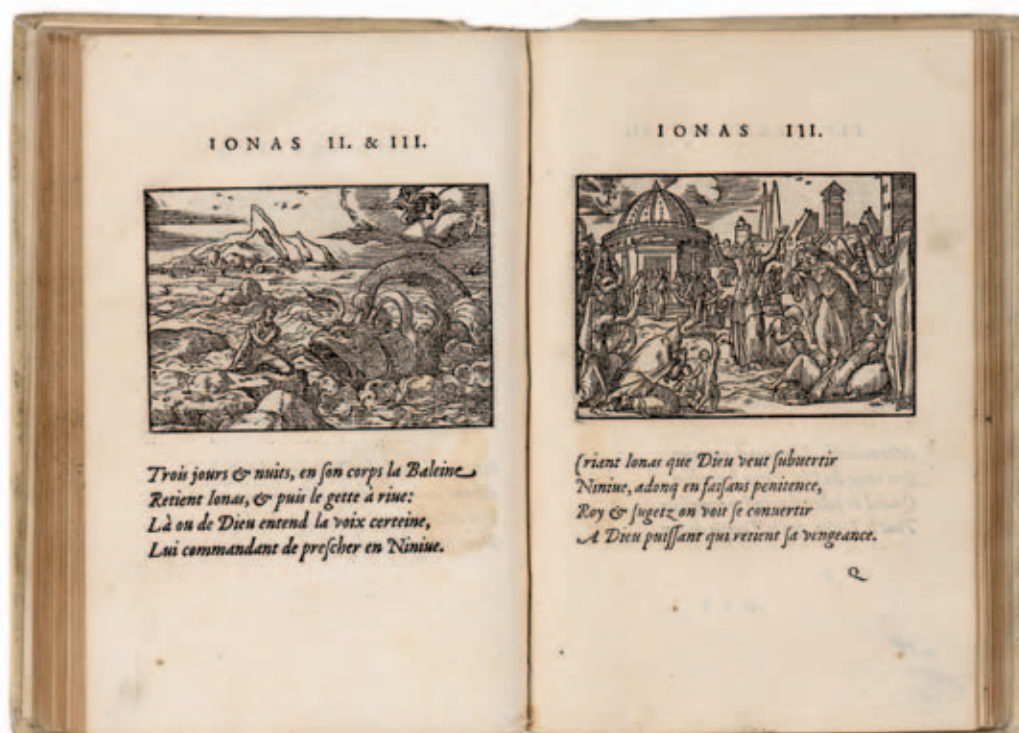 IONAS II. & III.
Trois jours & nuits, en ſon corps la Baleine
Retient Ionas, & puis le gette à riue:
Là ou de Dieu entend la voix certeine,
Lui commandant de preſcher en Niniue.
IONAS III.
Criant Ionas que Dieu veut ſubuertir
Niniue, adonq en faiſans penitence,
Roy & ſugetz on voit ſe conuertir
A Dieu puiſſant qui retient ſa vengeance.
Q